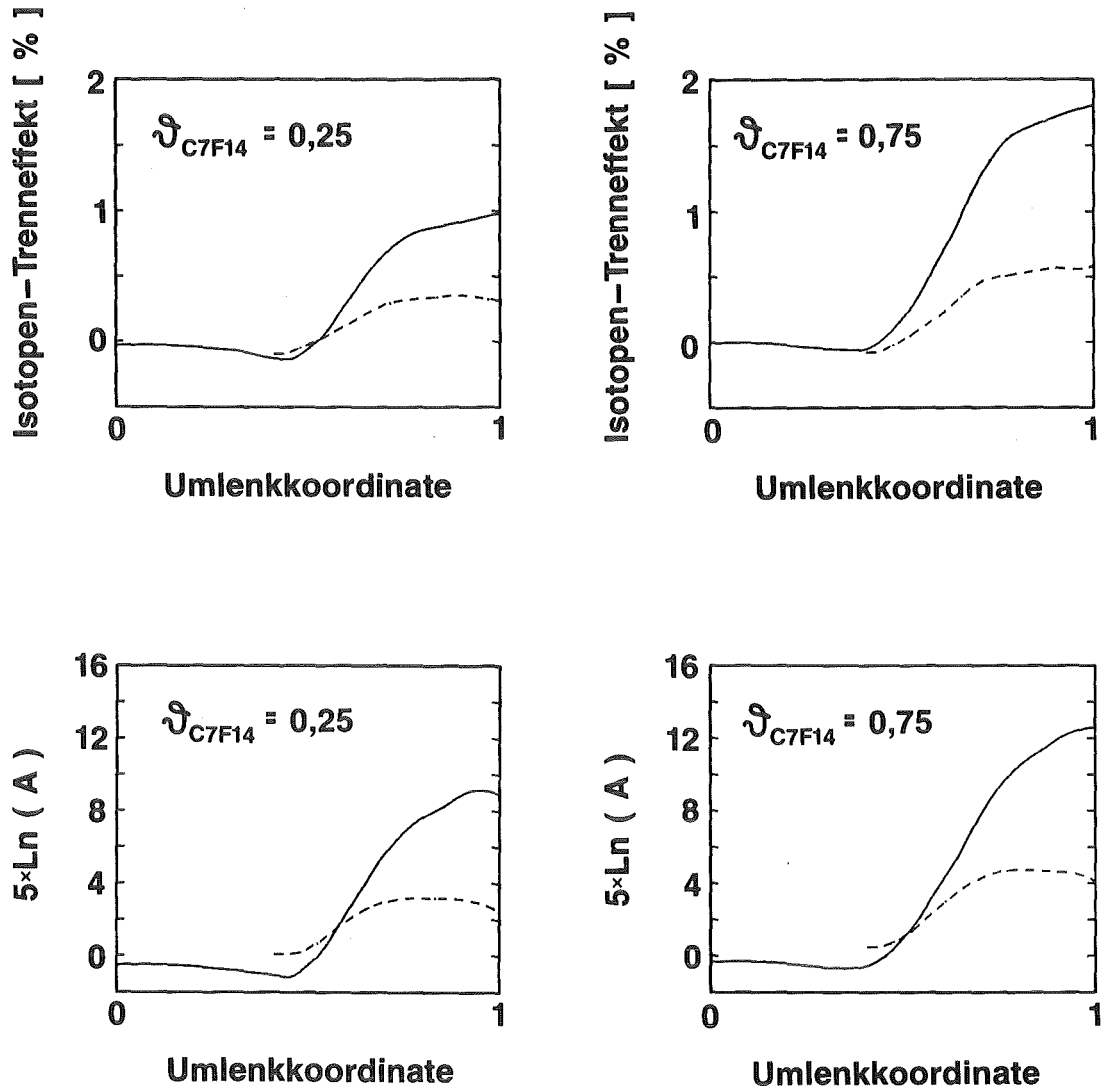 Isotopen-Trenneffekt [ % ]
2
1
0
ϑC7F14 = 0,25
0
1
Umlenkkoordinate
Isotopen-Trenneffekt [ % ]
2
1
0
ϑC7F14 = 0,75
0
1
Umlenkkoordinate
5×Ln ( A )
16
12
8
4
0
ϑC7F14 = 0,25
0
1
Umlenkkoordinate
5×Ln ( A )
16
12
8
4
0
ϑC7F14 = 0,75
0
1
Umlenkkoordinate